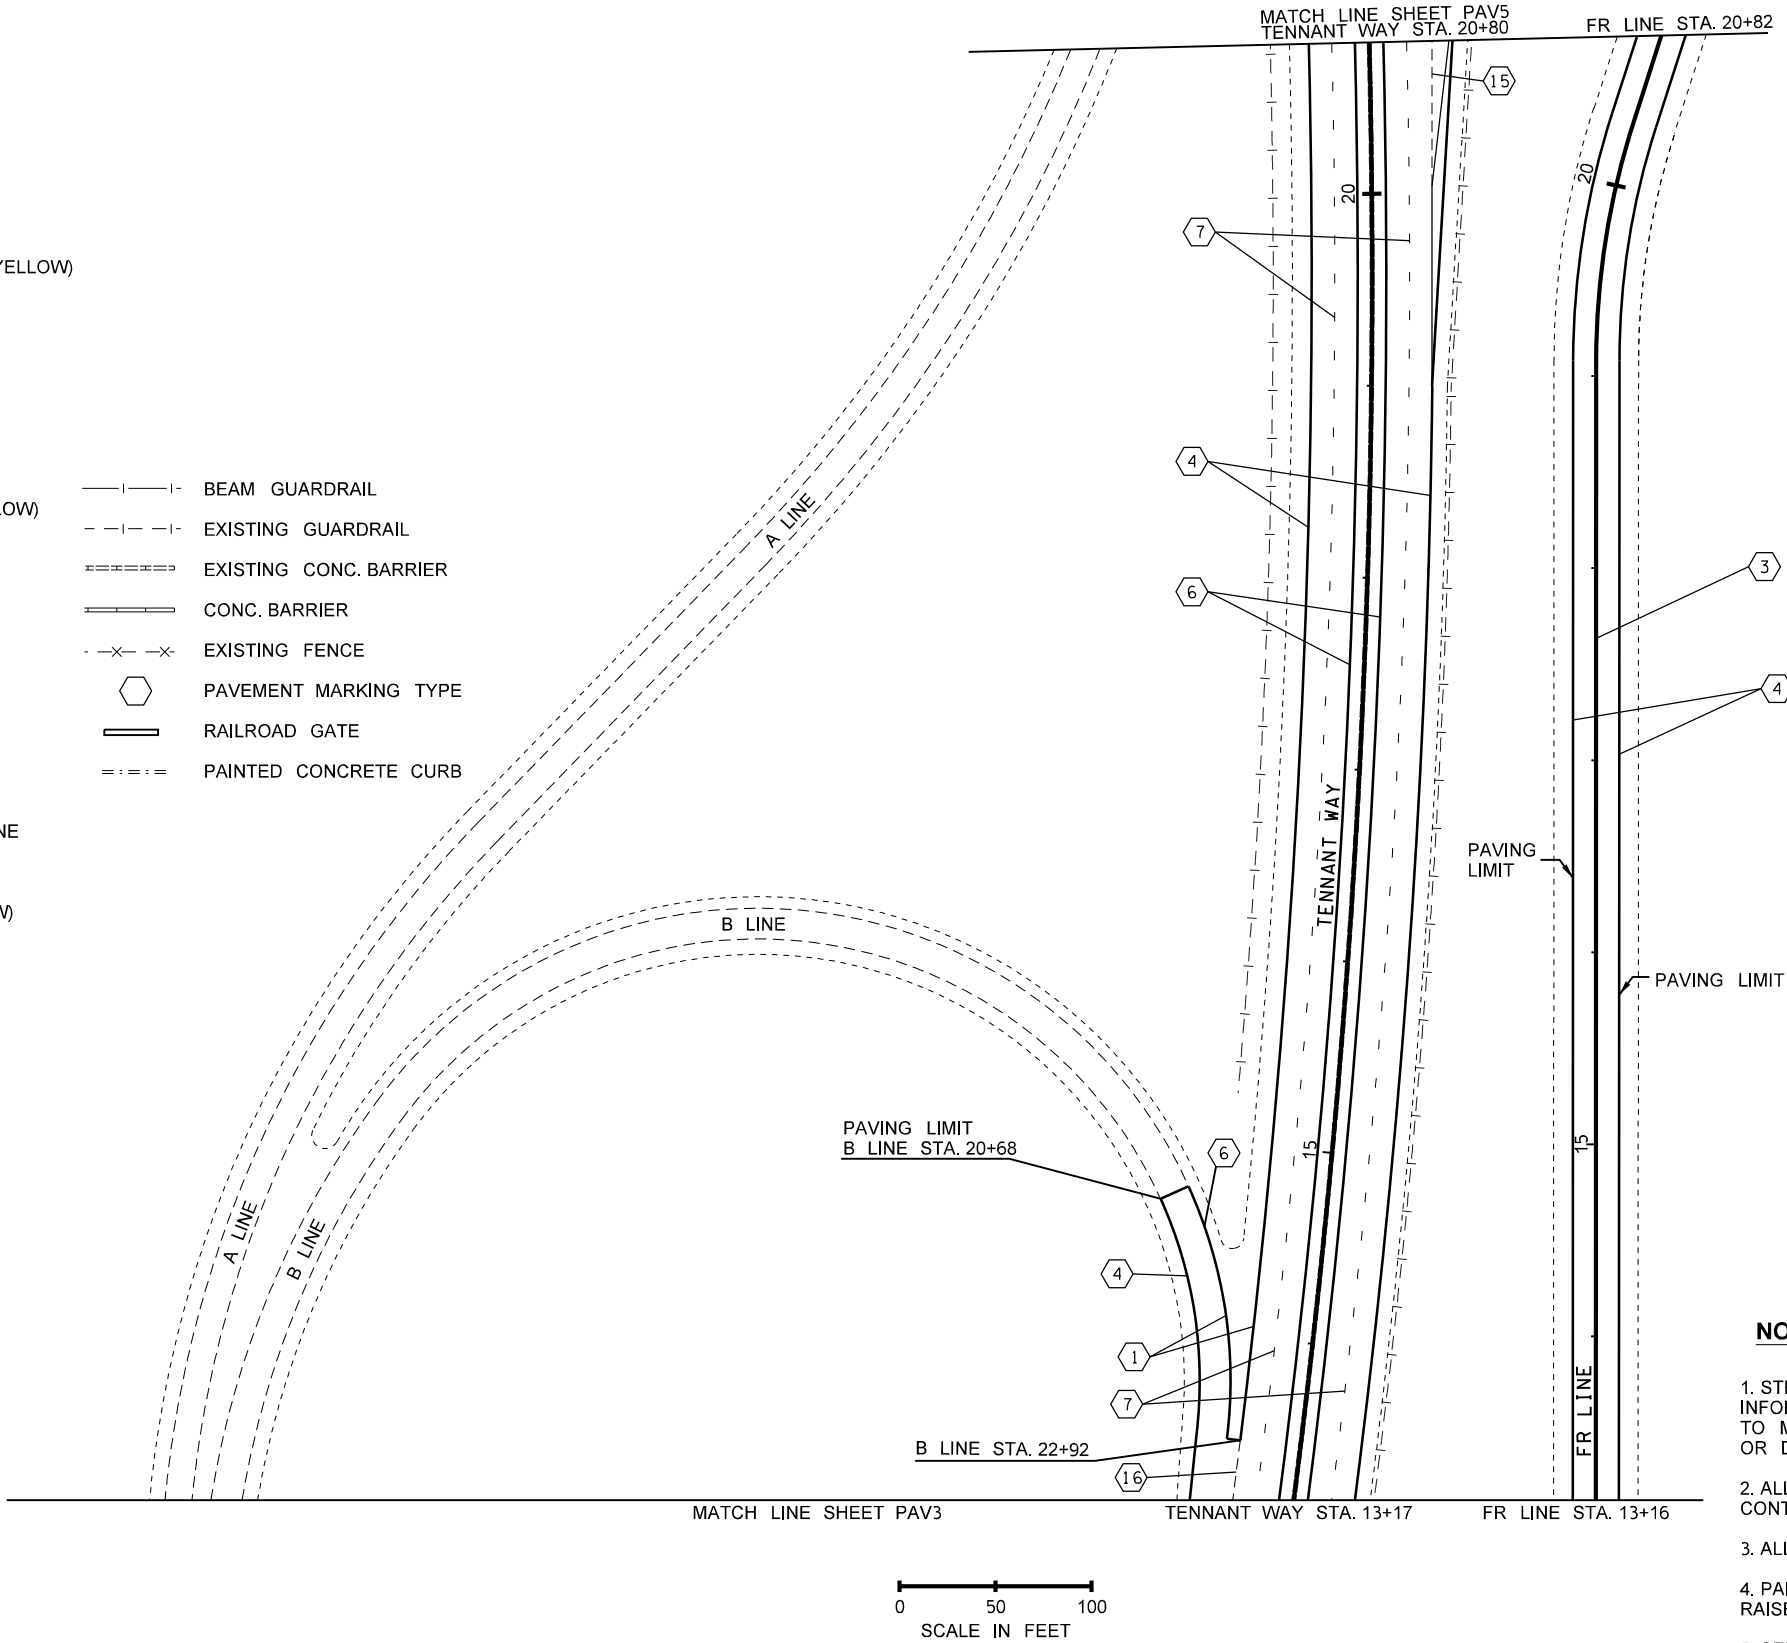 MATCH LINE SHEET PAV5
TENNANT WAY STA. 20+80
FR LINE STA. 20+82
15
20
20
7
YELLOW)
4
BEAM GUARDRAIL
LOW)
EXISTING GUARDRAIL
A LINE
EXISTING CONC. BARRIER
3
6
CONC. BARRIER
EXISTING FENCE
PAVEMENT MARKING TYPE
4
RAILROAD GATE
PAINTED CONCRETE CURB
NE
TENNANT WAY
PAVING
LIMIT
W)
B LINE
PAVING LIMIT
PAVING LIMIT
B LINE STA. 20+68
6
15
15
A LINE
B LINE
4
1
7
FR LINE
B LINE STA. 22+92
16
MATCH LINE SHEET PAV3
TENNANT WAY STA. 13+17
FR LINE STA. 13+16
NO
1. STR
INFOR
TO M
OR D
2. ALL
CONT
3. ALL
4. PAI
RAISE
0 50 100
SCALE IN FEET